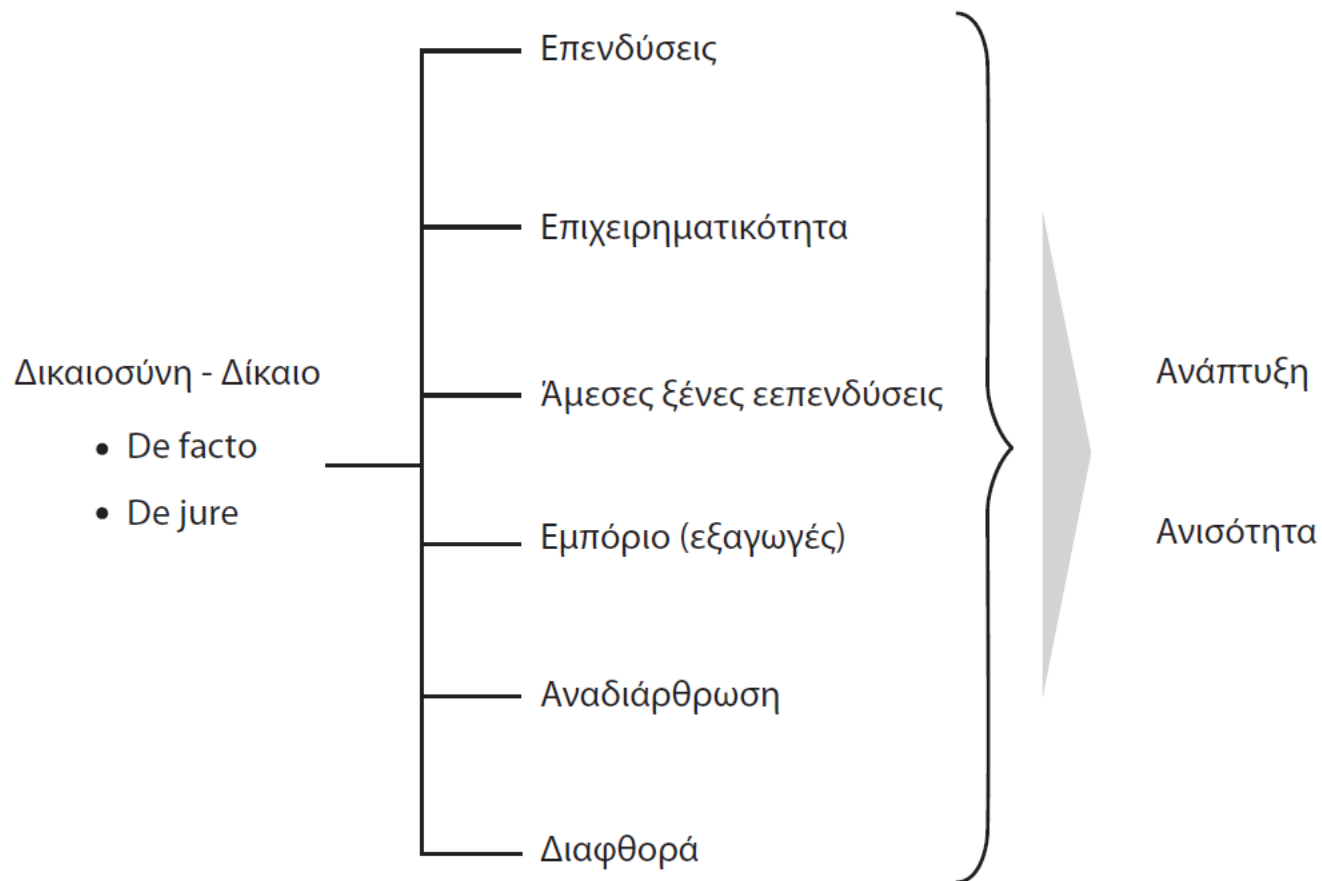 Δικαιοσύνη - Δίκαιο
• De facto
• De jure
Επενδύσεις
Επιχειρηματικότητα
Άμεσες ξένες εεπενδύσεις
Εμπόριο (εξαγωγές)
Αναδιάρθρωση
Διαφθορά
Ανάπτυξη
Ανισότητα